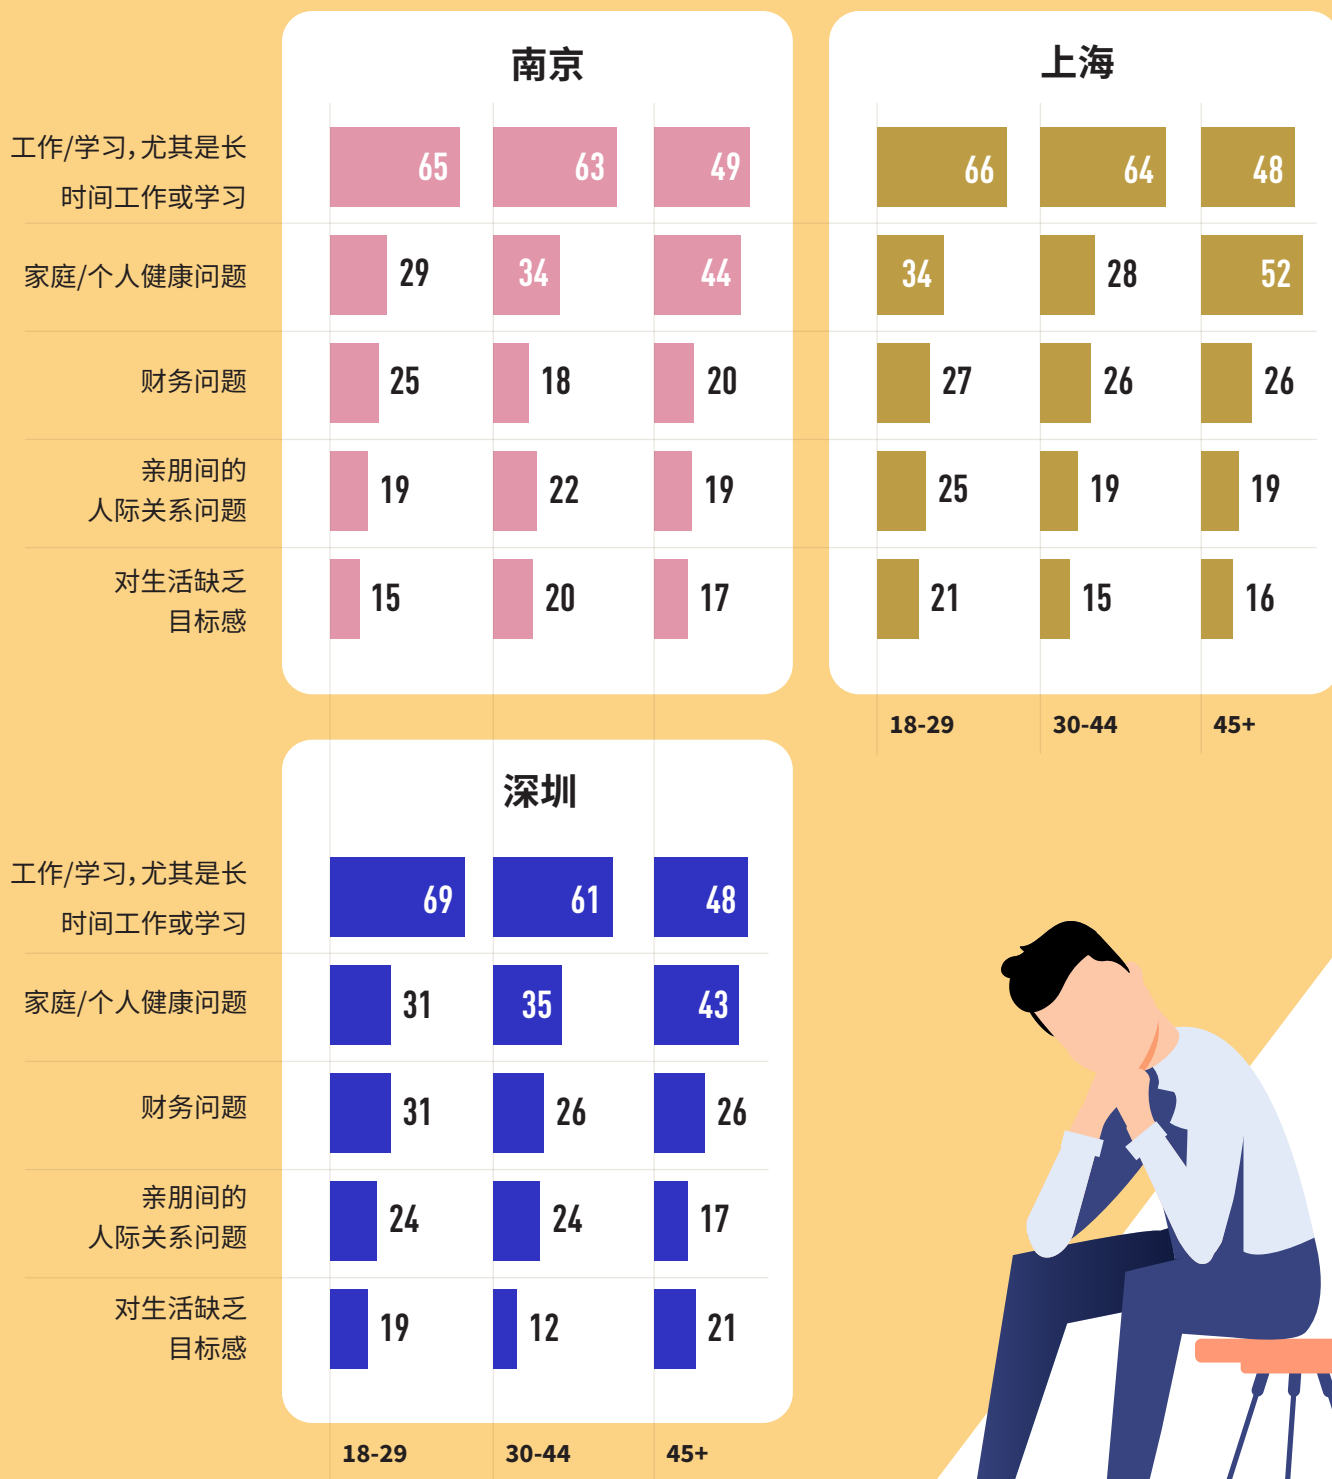 南京
上海
工作/学习，尤其是长
时间工作或学习
65 63 49 66 64 48
家庭/个人健康问题
29 34 44 34 28 52
财务问题
25 18 20 27 26 26
亲朋间的
人际关系问题
19 22 19 25 19 19
对生活缺乏
目标感
15 20 17 21 15 16
18-29 30-44 45+
深圳
工作/学习，尤其是长
时间工作或学习
69 61 48
家庭/个人健康问题
31 35 43
财务问题
31 26 26
亲朋间的
人际关系问题
24 24 17
对生活缺乏
目标感
19 12 21
18-29 30-44 45+